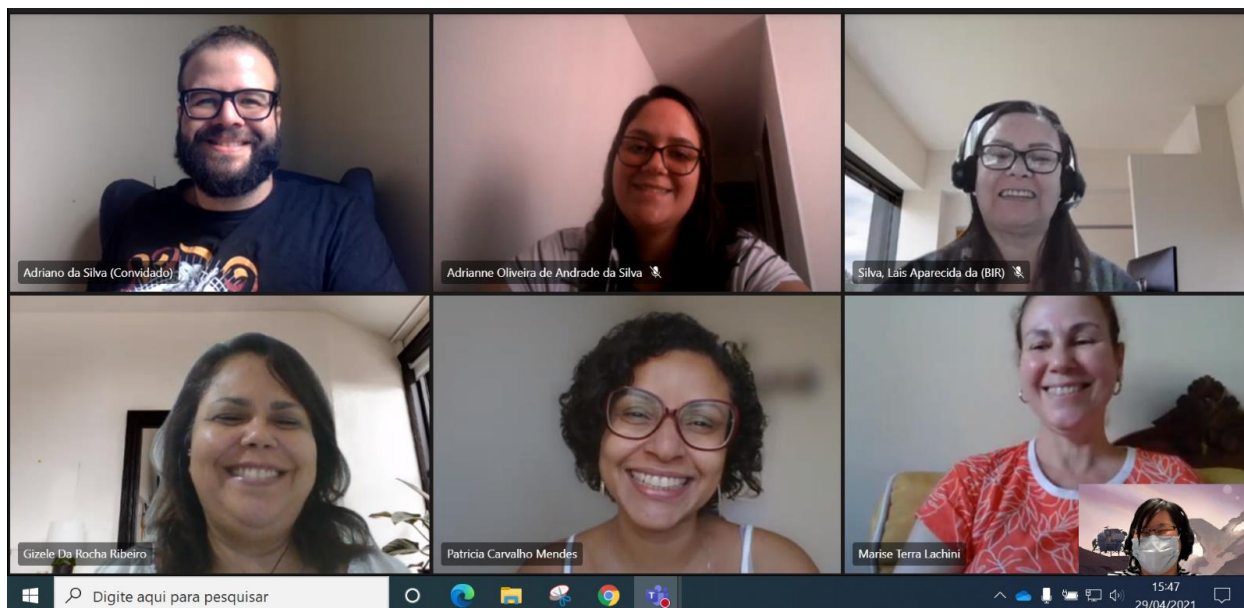 Adriano da Silva (Convidado)
Adrianne Oliveira de Andrade da Silva
Silva, Lais Aparecida da (BIR)
Gizele Da Rocha Ribeiro
Patricia Carvalho Mendes
Marise Terra Lachini
Digite aqui para pesquisar
15:47
29/04/2021